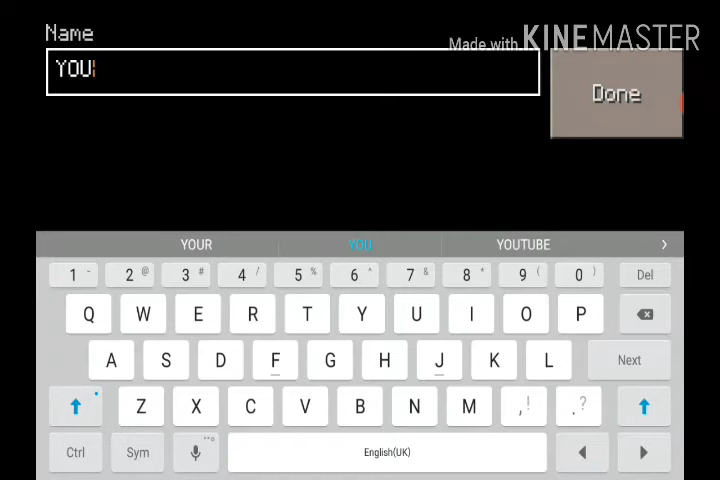 Name
Made with KINEMASTER
YOU
Done
YOUR YOU YOUTUBE >
1 - 2 @ 3 # 4 / 5 % 6 ^ 7 & 8 * 9 ( 0 ) Del
Q W E R T Y U I O P
A S D F G H J K L Next
Z X C V B N M ,! .?
Ctrl Sym English(UK)